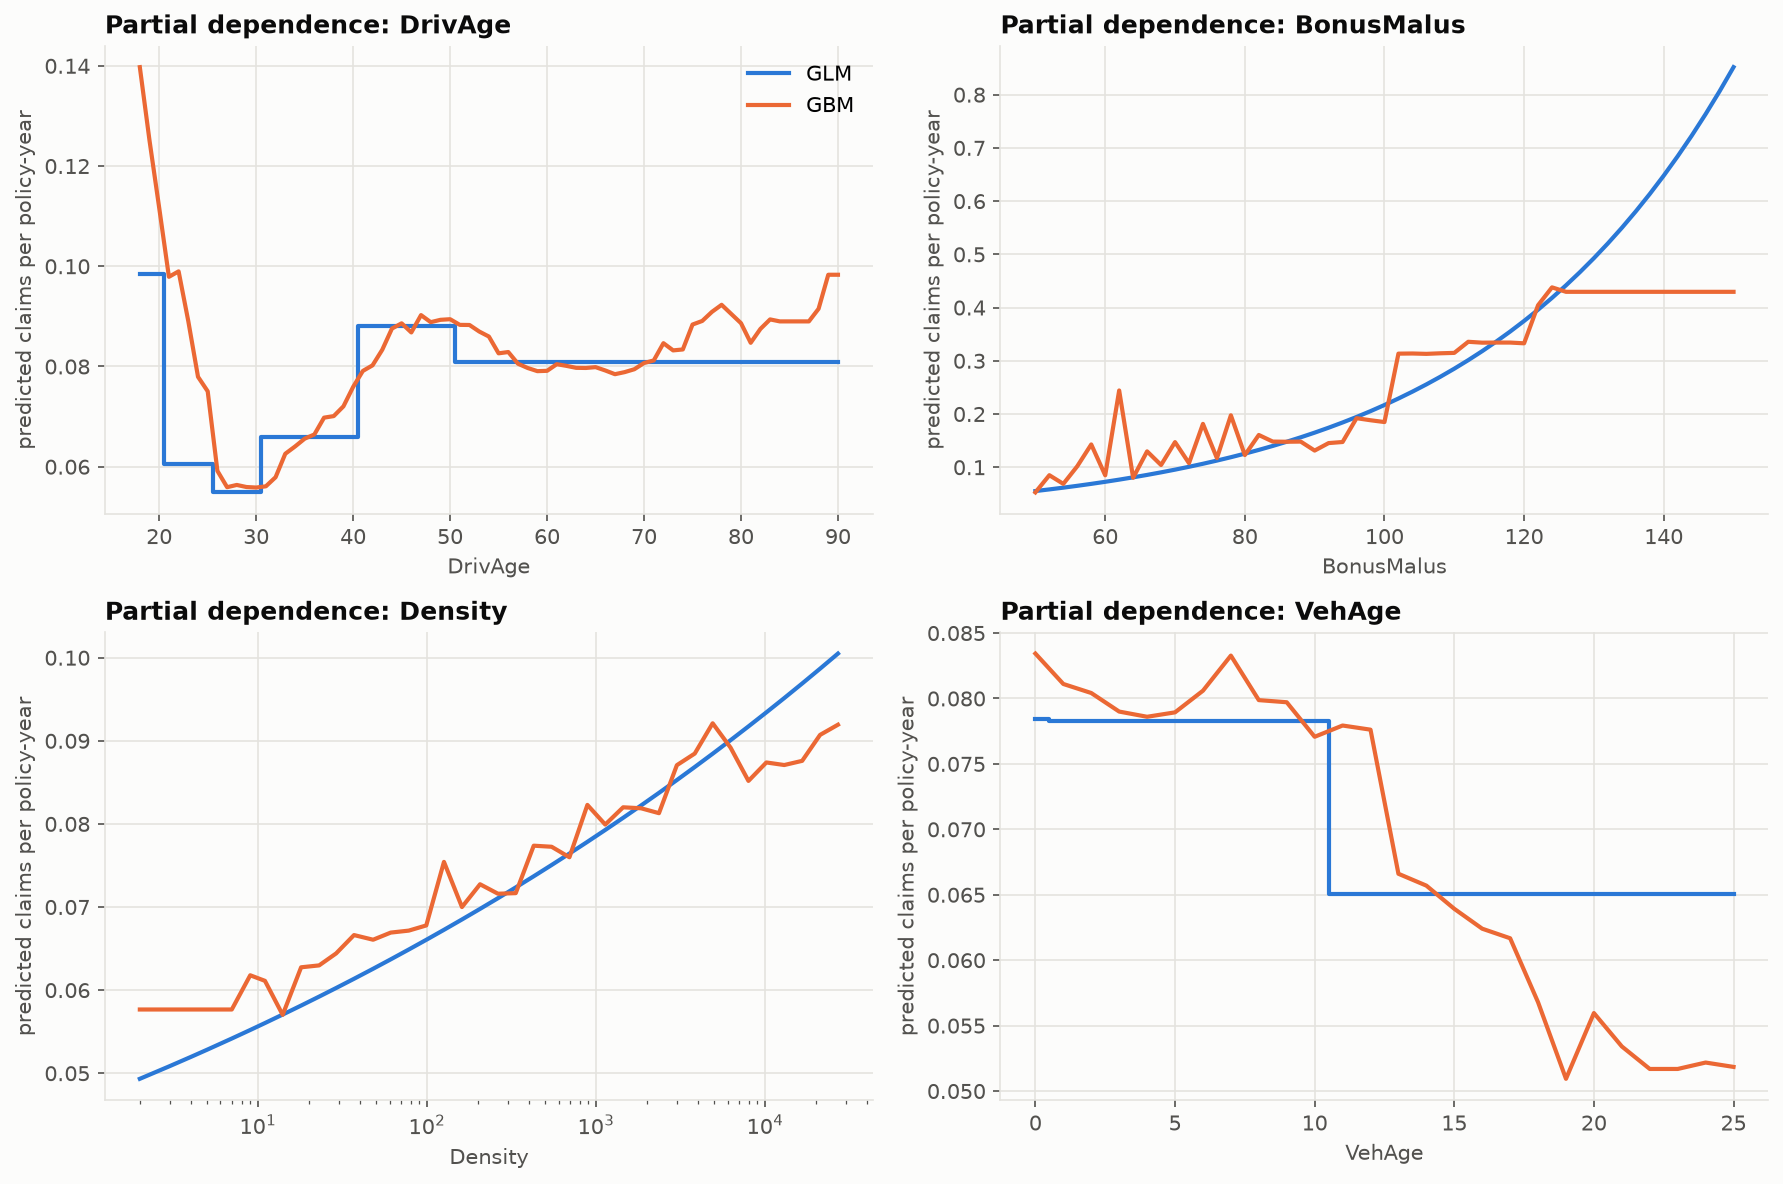 Partial dependence: DrivAge
predicted claims per policy-year
0.14
0.12
0.10
0.08
0.06
GLM
GBM
20 30 40 50 60 70 80 90
DrivAge
Partial dependence: BonusMalus
predicted claims per policy-year
0.8
0.7
0.6
0.5
0.4
0.3
0.2
0.1
60 80 100 120 140
BonusMalus
Partial dependence: Density
predicted claims per policy-year
0.10
0.09
0.08
0.07
0.06
0.05
10¹ 10² 10³ 10⁴
Density
Partial dependence: VehAge
predicted claims per policy-year
0.085
0.080
0.075
0.070
0.065
0.060
0.055
0.050
0 5 10 15 20 25
VehAge